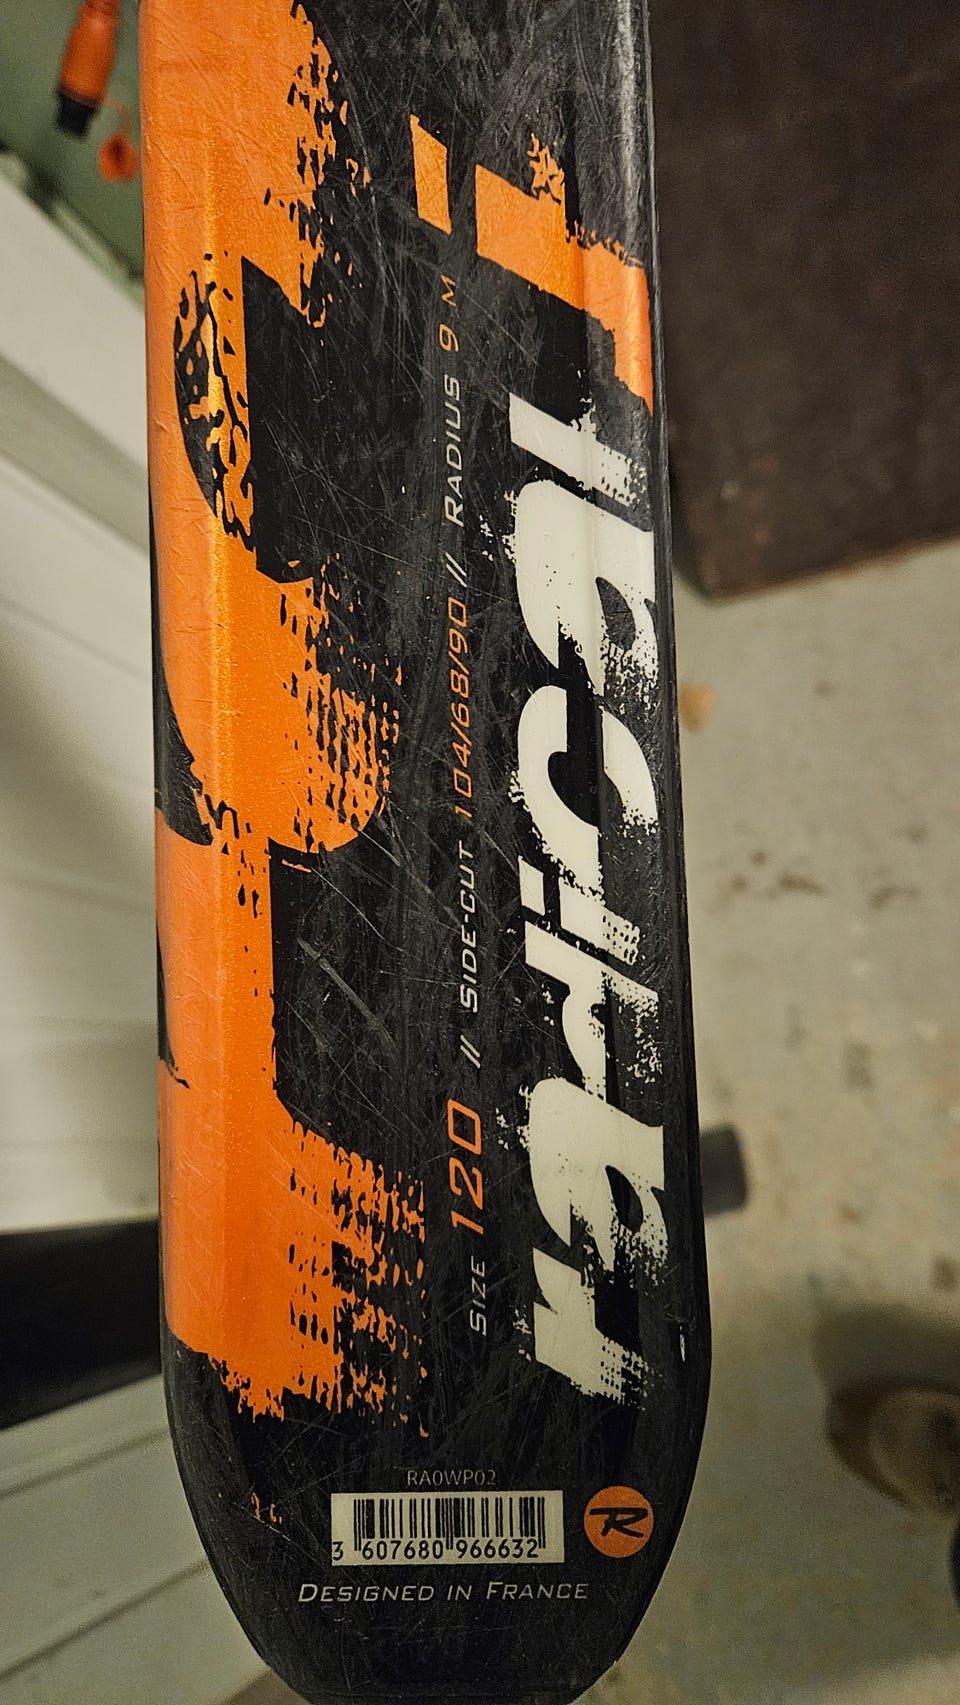 radical
SIZE 120 // SIDE-CUT 104/68/90 // RADIUS 9 M
RA0WP02
3 607680 966632
R
DESIGNED IN FRANCE